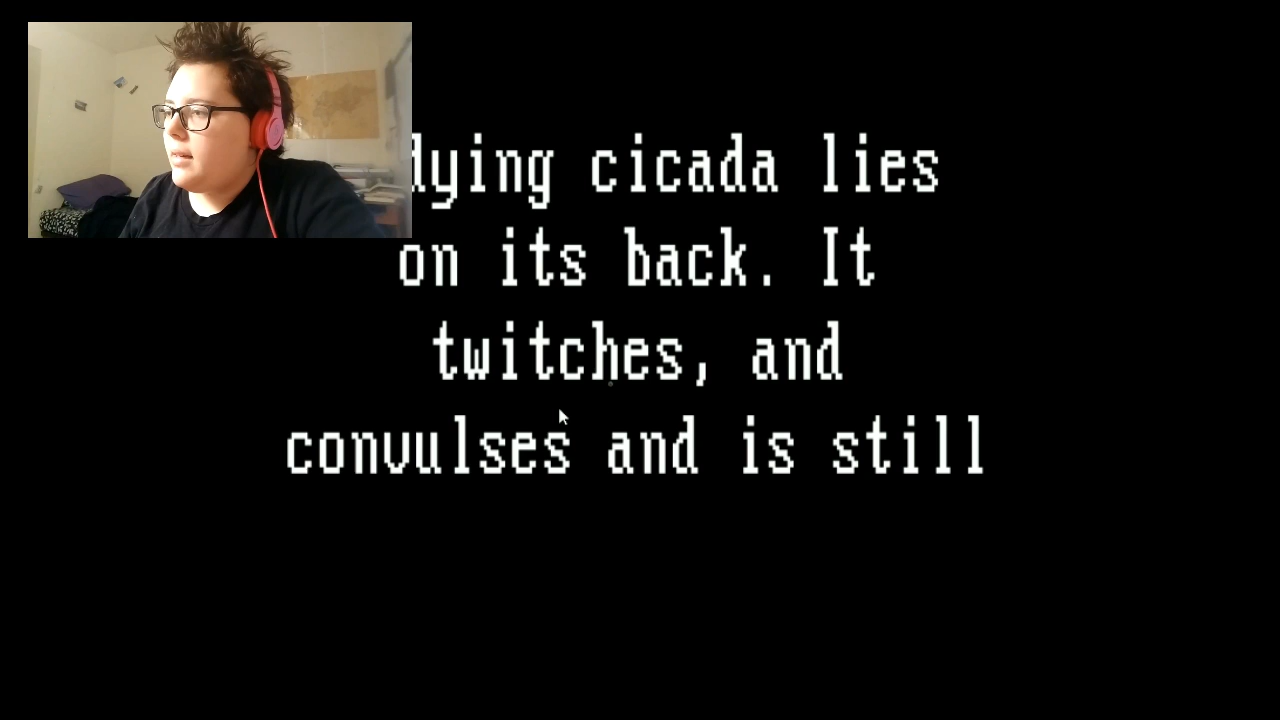 dying cicada lies
on its back. It
twitches, and
convulses and is still